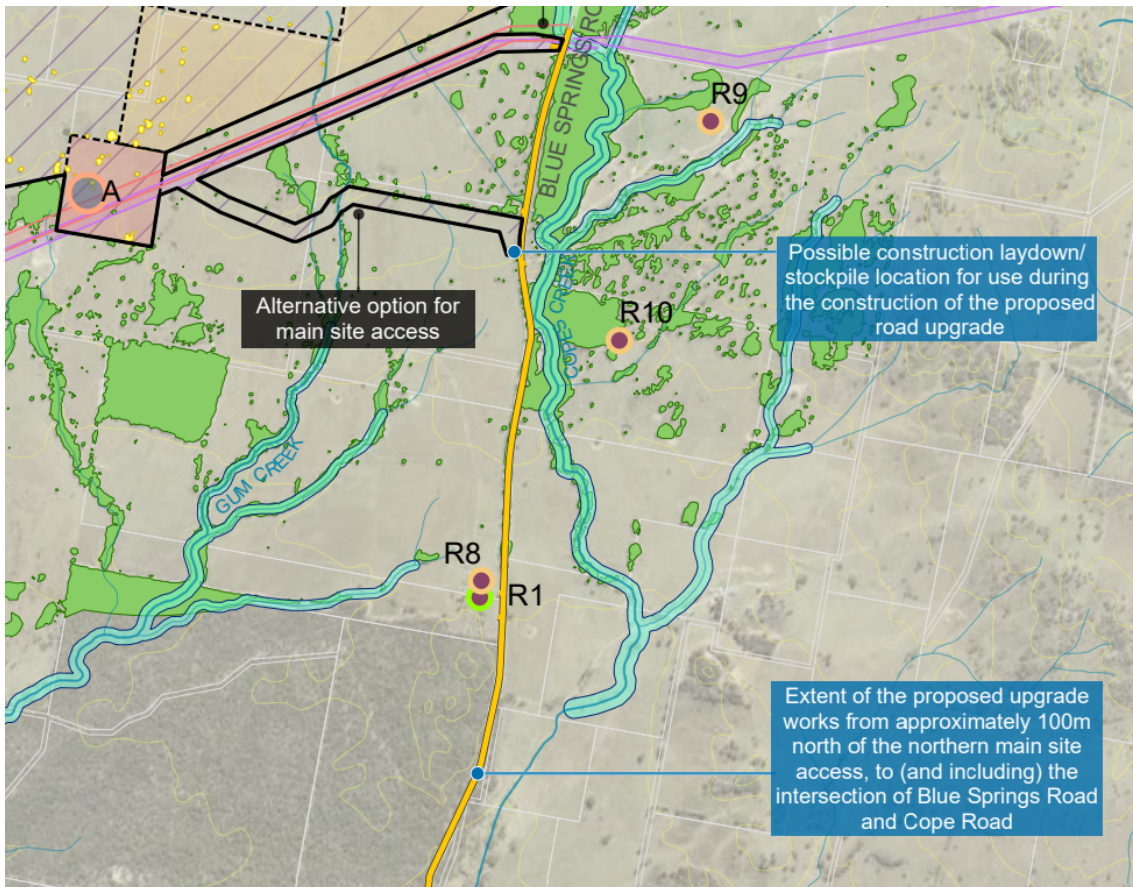 BLUE SPRINGS RO
R9
A
Possible construction laydown/
stockpile location for use during
the construction of the proposed
road upgrade
Alternative option for
main site access
COPES CREEK
R10
GUM CREEK
R8
R1
Extent of the proposed upgrade
works from approximately 100m
north of the northern main site
access, to (and including) the
intersection of Blue Springs Road
and Cope Road